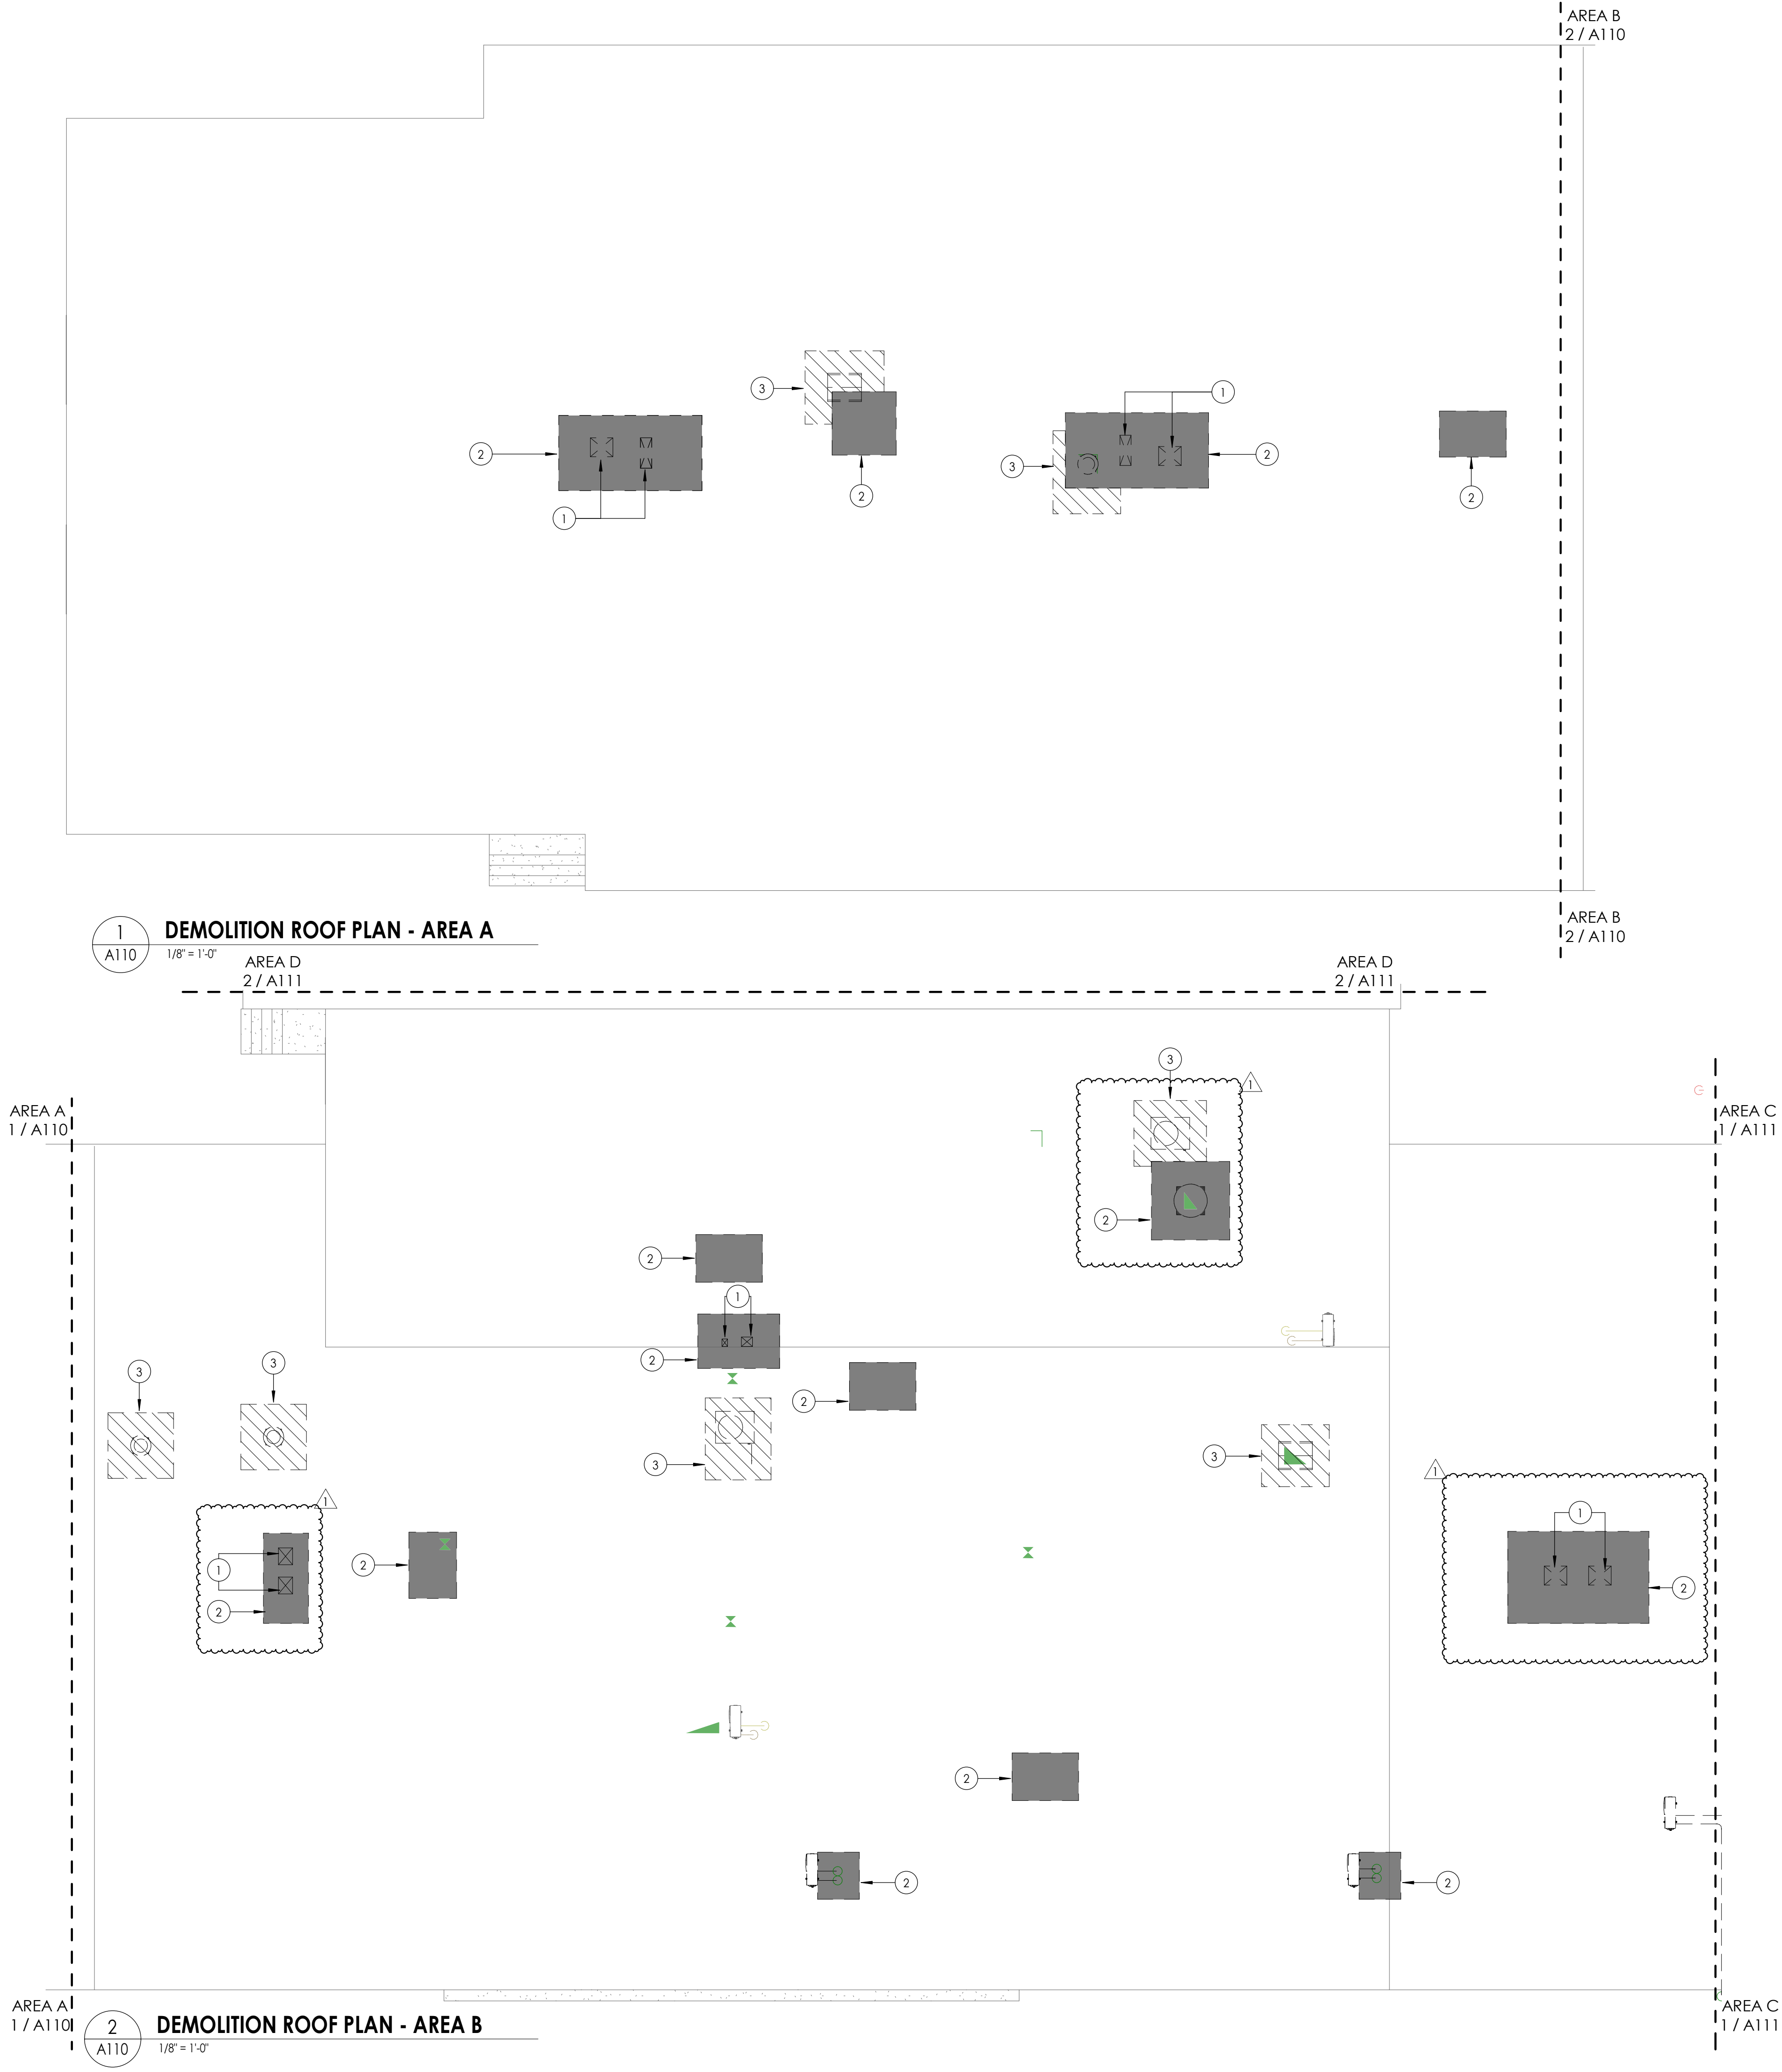 AREA B
2 / A110
1
3
2
3
2
2
2
1
AREA B
2 / A110
1
A110
DEMOLITION ROOF PLAN - AREA A
1/8" = 1'-0"
AREA D
2 / A111
AREA D
2 / A111
3
1
AREA A
1 / A110
AREA C
1 / A111
2
2
1
2
3
3
2
3
3
1
1
1
1
2
2
2
2
2
2
AREA A
1 / A110
AREA C
1 / A111
2
A110
DEMOLITION ROOF PLAN - AREA B
1/8" = 1'-0"